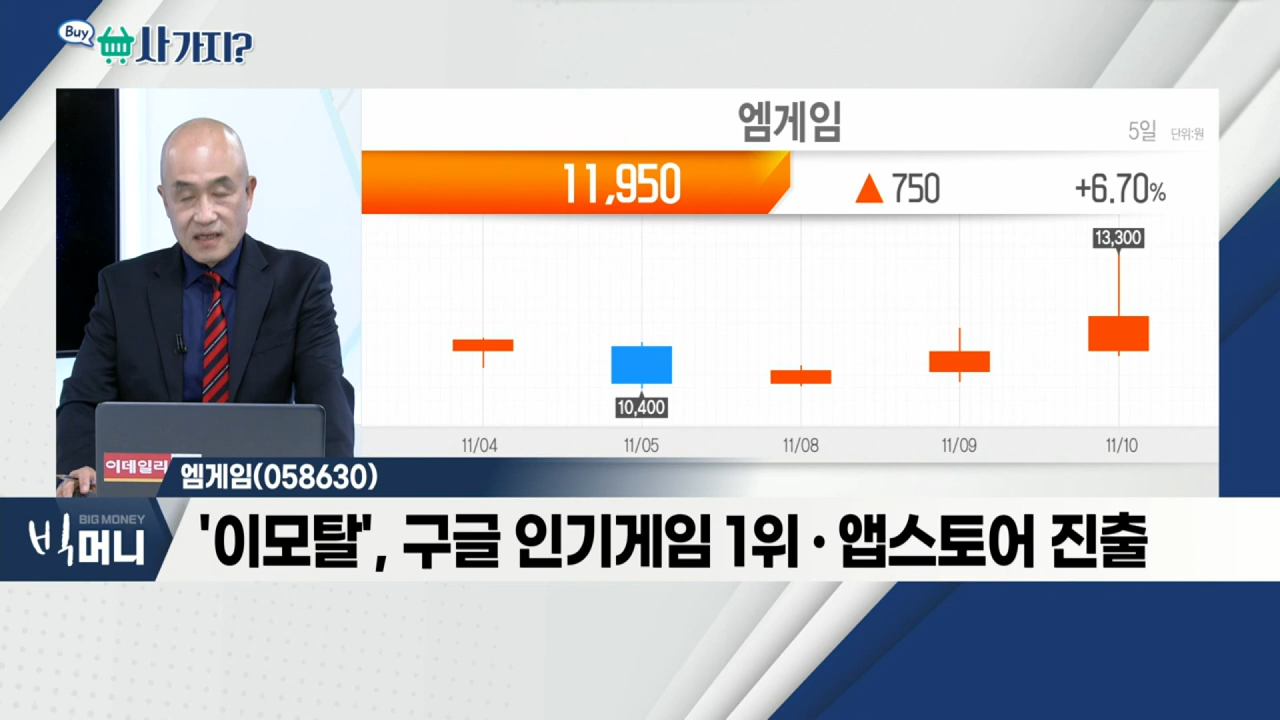 Buy
사가지?
엠게임
5일 단위:원
11,950 ▲ 750 +6.70%
13,300
10,400
11/04 11/05 11/08 11/09 11/10
이데일리
엠게임(058630)
BIG MONEY
빅머니
'이모탈', 구글 인기게임 1위·앱스토어 진출